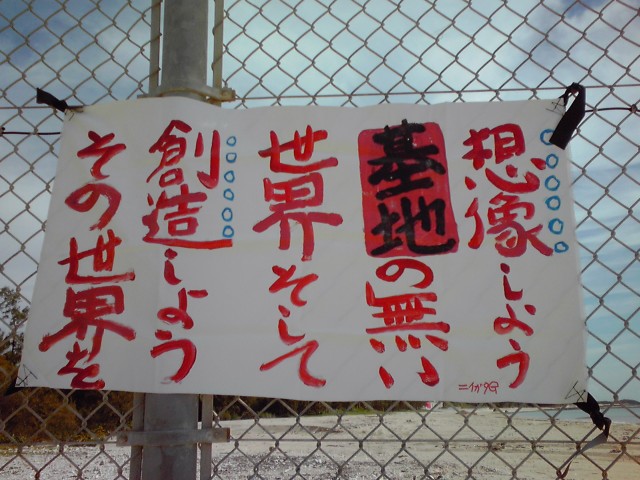 想像しよう
基地の無い
世界そして
創造しよう
その世界を